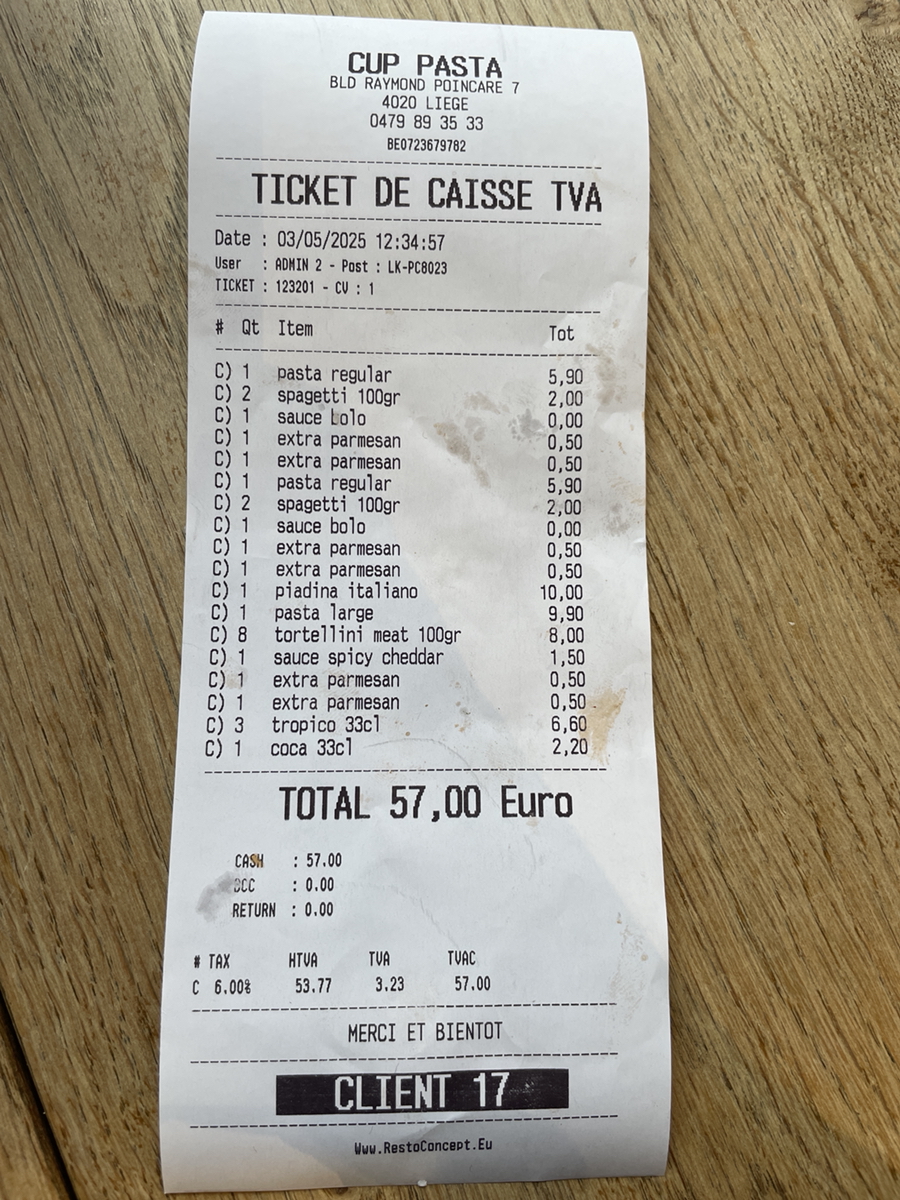 CUP PASTA
BLD RAYMOND POINCARE 7
4020 LIEGE
0479 89 35 33
BE0723679782
TICKET DE CAISSE TVA
Date : 03/05/2025 12:34:57
User : ADMIN 2 - Post : LK-PC8023
TICKET : 123201 - CV : 1
# Qt Item Tot
C) 1 pasta regular 5,90
C) 2 spagetti 100gr 2,00
C) 1 sauce bolo 0,00
C) 1 extra parmesan 0,50
C) 1 extra parmesan 0,50
C) 1 pasta regular 5,90
C) 2 spagetti 100gr 2,00
C) 1 sauce bolo 0,00
C) 1 extra parmesan 0,50
C) 1 extra parmesan 0,50
C) 1 piadina italiano 10,00
C) 1 pasta large 9,90
C) 8 tortellini meat 100gr 8,00
C) 1 sauce spicy cheddar 1,50
C) 1 extra parmesan 0,50
C) 1 extra parmesan 0,50
C) 3 tropico 33cl 6,60
C) 1 coca 33cl 2,20
TOTAL 57,00 Euro
CASH : 57.00
: 0.00
RETURN : 0.00
# TAX HTVA TVA TVAC
C 6.00% 53.77 3.23 57.00
MERCI ET BIENTOT
CLIENT 17
Www.RestoConcept.Eu